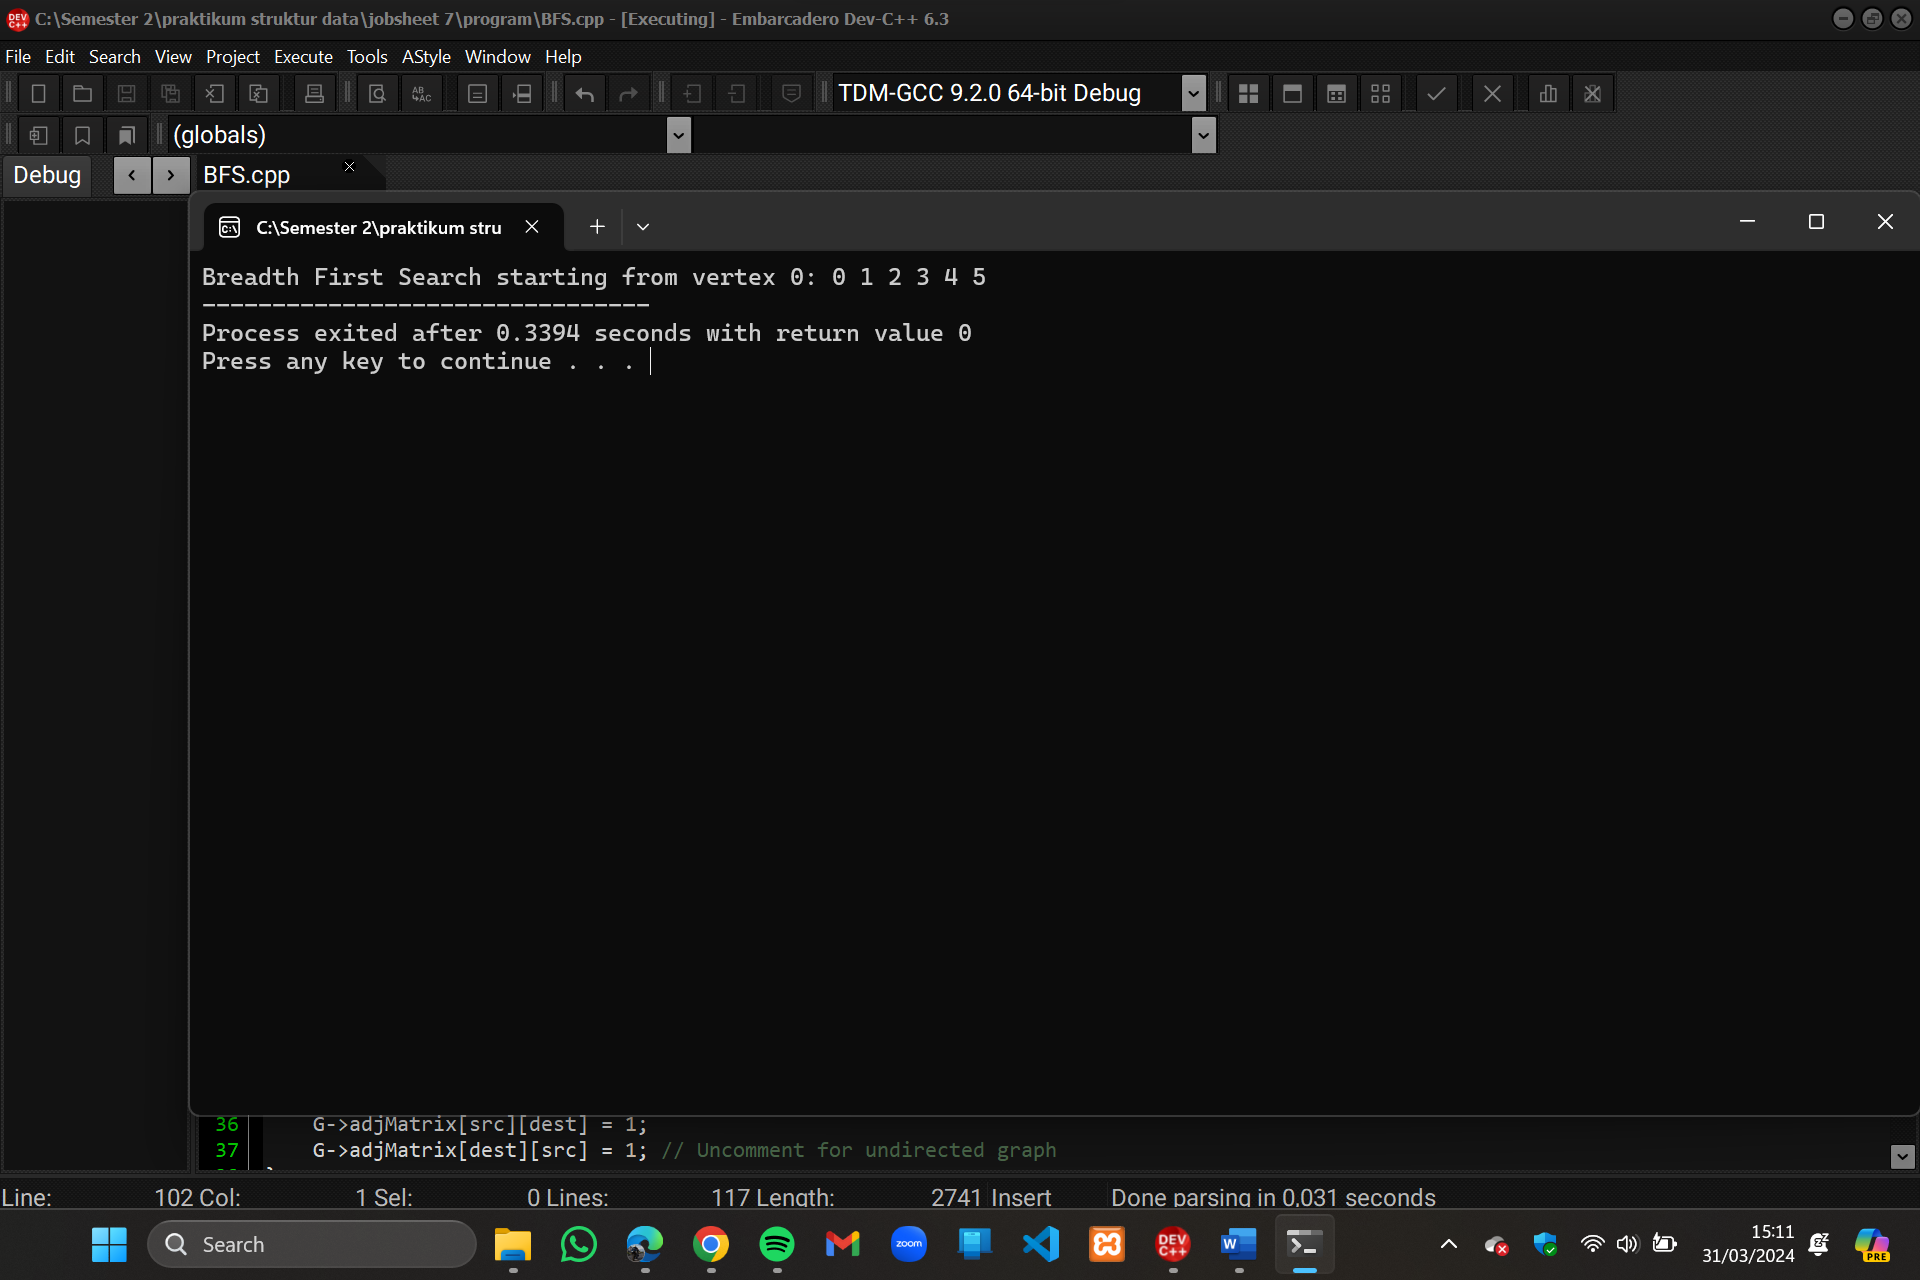 C:\Semester 2\praktikum struktur data\jobsheet 7\program\BFS.cpp - [Executing] - Embarcadero Dev-C++ 6.3
File Edit Search View Project Execute Tools AStyle Window Help
TDM-GCC 9.2.0 64-bit Debug
(globals)
Debug
BFS.cpp
C:\Semester 2\praktikum stru
Breadth First Search starting from vertex 0: 0 1 2 3 4 5
--------------------------------
Process exited after 0.3394 seconds with return value 0
Press any key to continue . . .
36 G->adjMatrix[src][dest] = 1;
37 G->adjMatrix[dest][src] = 1; // Uncomment for undirected graph
Line: 102 Col: 1 Sel: 0 Lines: 117 Length: 2741 Insert Done parsing in 0,031 seconds
Search
zoom
DEV C++
W
PRE
15:11
31/03/2024